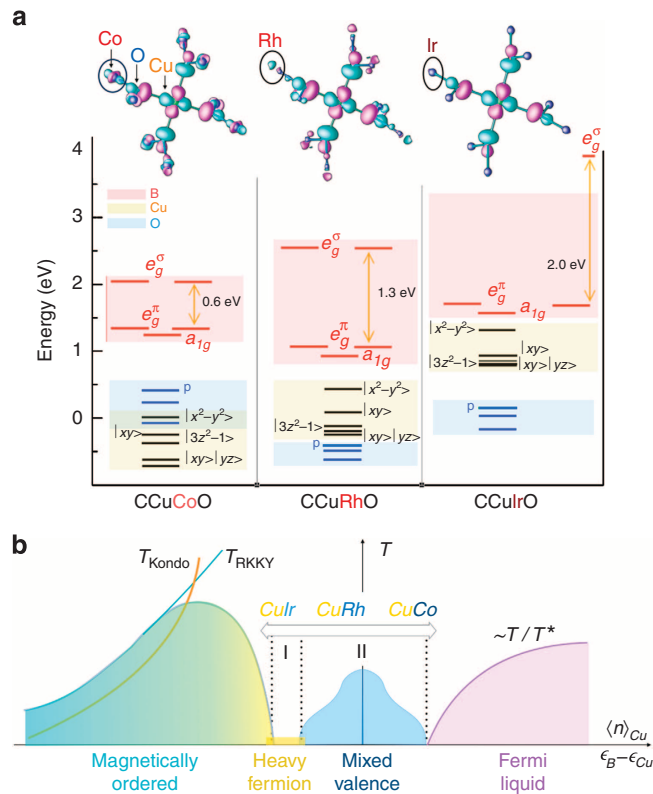 a
Co
O
Cu
Rh
Ir
4
3
2
1
0
Energy (eV)
B
Cu
O
e_g^σ
0.6 eV
e_g^π
a_1g
p
|x²−y²>
|xy>
|3z²−1>
|xy>|yz>
e_g^σ
1.3 eV
e_g^π
a_1g
|x²−y²>
|xy>
|3z²−1>
|xy>|yz>
p
e_g^σ
2.0 eV
e_g^π
a_1g
|x²−y²>
|xy>
|3z²−1>
|xy>|yz>
p
CCuCoO
CCuRhO
CCuIrO
b
T_Kondo
T_RKKY
T
CuIr
CuRh
CuCo
I
II
~T / T*
⟨n⟩_Cu
ϵ_B−ϵ_Cu
Magnetically
ordered
Heavy
fermion
Mixed
valence
Fermi
liquid